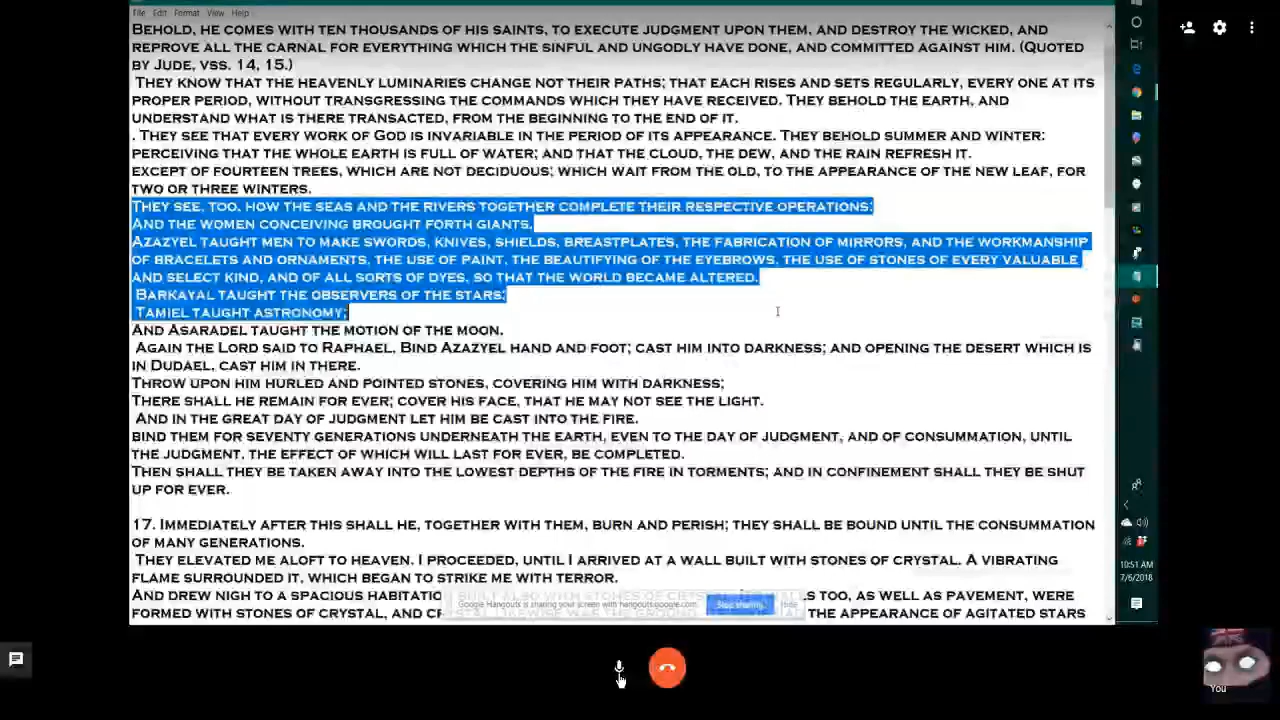 File Edit Format View Help
BEHOLD, HE COMES WITH TEN THOUSANDS OF HIS SAINTS, TO EXECUTE JUDGMENT UPON THEM, AND DESTROY THE WICKED, AND
REPROVE ALL THE CARNAL FOR EVERYTHING WHICH THE SINFUL AND UNGODLY HAVE DONE, AND COMMITTED AGAINST HIM. (QUOTED
BY JUDE, VSS. 14, 15.)
THEY KNOW THAT THE HEAVENLY LUMINARIES CHANGE NOT THEIR PATHS; THAT EACH RISES AND SETS REGULARLY, EVERY ONE AT ITS
PROPER PERIOD, WITHOUT TRANSGRESSING THE COMMANDS WHICH THEY HAVE RECEIVED. THEY BEHOLD THE EARTH, AND
UNDERSTAND WHAT IS THERE TRANSACTED, FROM THE BEGINNING TO THE END OF IT.
. THEY SEE THAT EVERY WORK OF GOD IS INVARIABLE IN THE PERIOD OF ITS APPEARANCE. THEY BEHOLD SUMMER AND WINTER:
PERCEIVING THAT THE WHOLE EARTH IS FULL OF WATER; AND THAT THE CLOUD, THE DEW, AND THE RAIN REFRESH IT.
EXCEPT OF FOURTEEN TREES, WHICH ARE NOT DECIDUOUS; WHICH WAIT FROM THE OLD, TO THE APPEARANCE OF THE NEW LEAF, FOR
TWO OR THREE WINTERS.
THEY SEE, TOO, HOW THE SEAS AND THE RIVERS TOGETHER COMPLETE THEIR RESPECTIVE OPERATIONS:
AND THE WOMEN CONCEIVING BROUGHT FORTH GIANTS.
AZAZYEL TAUGHT MEN TO MAKE SWORDS, KNIVES, SHIELDS, BREASTPLATES, THE FABRICATION OF MIRRORS, AND THE WORKMANSHIP
OF BRACELETS AND ORNAMENTS, THE USE OF PAINT, THE BEAUTIFYING OF THE EYEBROWS, THE USE OF STONES OF EVERY VALUABLE
AND SELECT KIND, AND OF ALL SORTS OF DYES, SO THAT THE WORLD BECAME ALTERED.
BARKAYAL TAUGHT THE OBSERVERS OF THE STARS;
TAMIEL TAUGHT ASTRONOMY;
AND ASARADEL TAUGHT THE MOTION OF THE MOON.
AGAIN THE LORD SAID TO RAPHAEL, BIND AZAZYEL HAND AND FOOT; CAST HIM INTO DARKNESS; AND OPENING THE DESERT WHICH IS
IN DUDAEL, CAST HIM IN THERE.
THROW UPON HIM HURLED AND POINTED STONES, COVERING HIM WITH DARKNESS;
THERE SHALL HE REMAIN FOR EVER; COVER HIS FACE, THAT HE MAY NOT SEE THE LIGHT.
AND IN THE GREAT DAY OF JUDGMENT LET HIM BE CAST INTO THE FIRE.
BIND THEM FOR SEVENTY GENERATIONS UNDERNEATH THE EARTH, EVEN TO THE DAY OF JUDGMENT, AND OF CONSUMMATION, UNTIL
THE JUDGMENT, THE EFFECT OF WHICH WILL LAST FOR EVER, BE COMPLETED.
THEN SHALL THEY BE TAKEN AWAY INTO THE LOWEST DEPTHS OF THE FIRE IN TORMENTS; AND IN CONFINEMENT SHALL THEY BE SHUT
UP FOR EVER.
17. IMMEDIATELY AFTER THIS SHALL HE, TOGETHER WITH THEM, BURN AND PERISH; THEY SHALL BE BOUND UNTIL THE CONSUMMATION
OF MANY GENERATIONS.
THEY ELEVATED ME ALOFT TO HEAVEN. I PROCEEDED, UNTIL I ARRIVED AT A WALL BUILT WITH STONES OF CRYSTAL. A VIBRATING
FLAME SURROUNDED IT, WHICH BEGAN TO STRIKE ME WITH TERROR.
AND DREW NIGH TO A SPACIOUS HABITATIO BUILT ALSO WITH STONES OF S TOO, AS WELL AS PAVEMENT, WERE
Google Hangouts is sharing your screen with hangouts.google.com. Stop sharing Hide
FORMED WITH STONES OF CRYSTAL, AND THE APPEARANCE OF AGITATED STARS
10:51 AM
7/6/2018
You